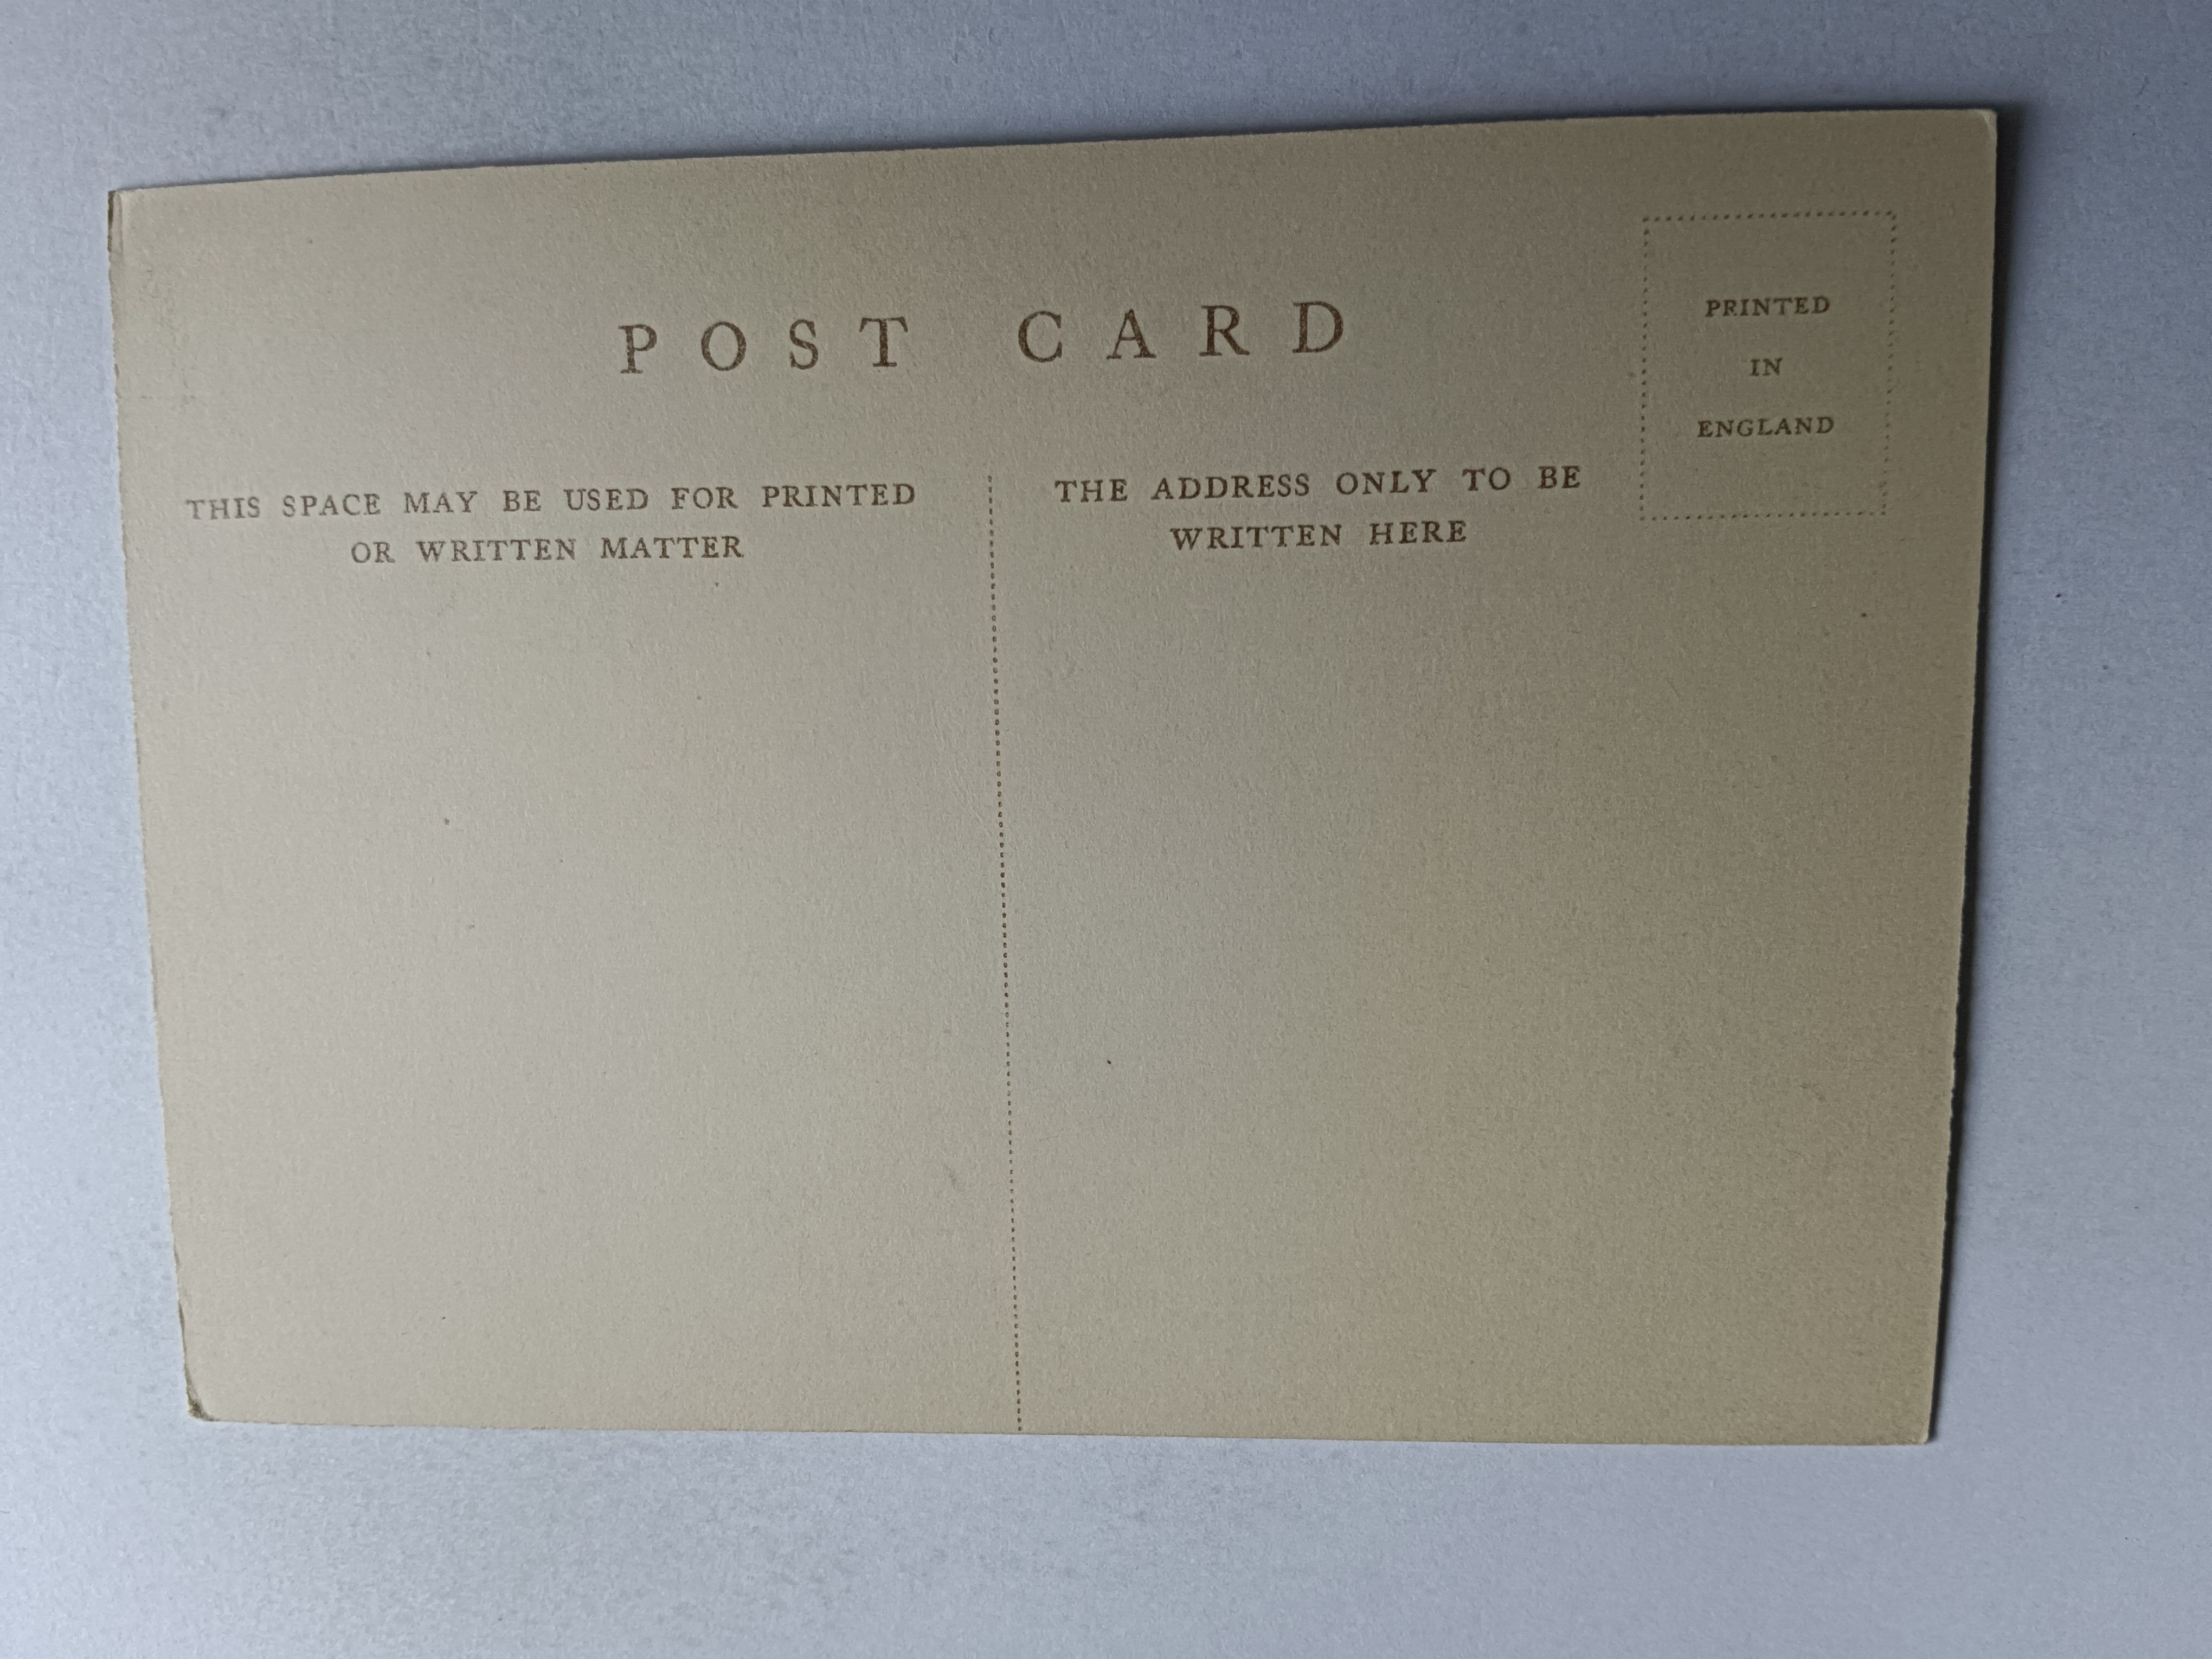 POST CARD
PRINTED
IN
ENGLAND
THIS SPACE MAY BE USED FOR PRINTED
OR WRITTEN MATTER
THE ADDRESS ONLY TO BE
WRITTEN HERE